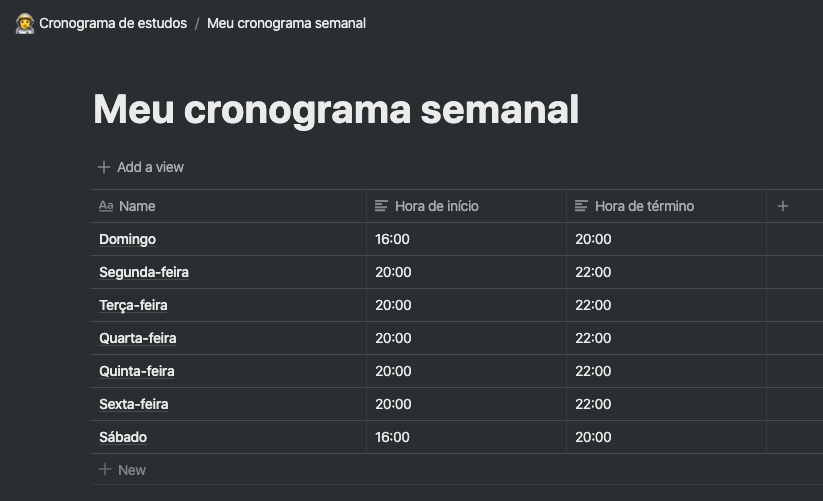 Cronograma de estudos / Meu cronograma semanal
Meu cronograma semanal
+ Add a view
Aa Name Hora de início Hora de término +
Domingo 16:00 20:00
Segunda-feira 20:00 22:00
Terça-feira 20:00 22:00
Quarta-feira 20:00 22:00
Quinta-feira 20:00 22:00
Sexta-feira 20:00 22:00
Sábado 16:00 20:00
+ New